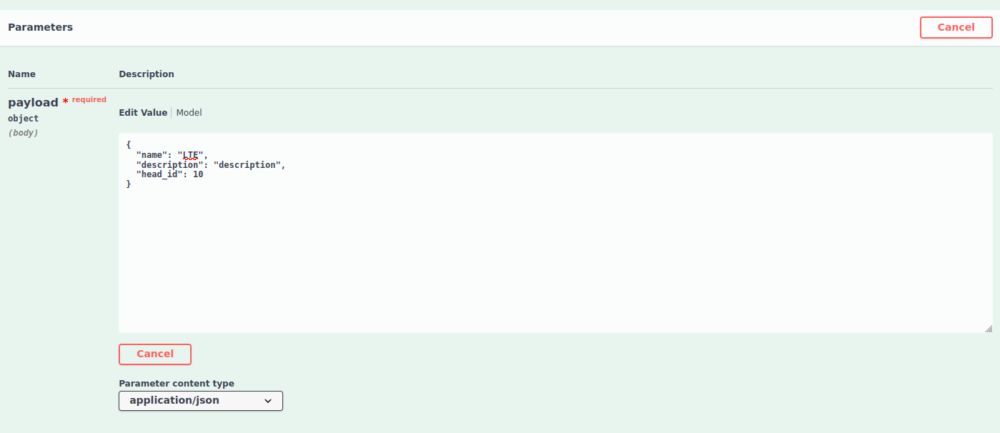 Parameters
Cancel
Name Description
payload * required
object
(body)
Edit Value | Model
{
  "name": "LTE",
  "description": "description",
  "head_id": 10
}
Cancel
Parameter content type
application/json